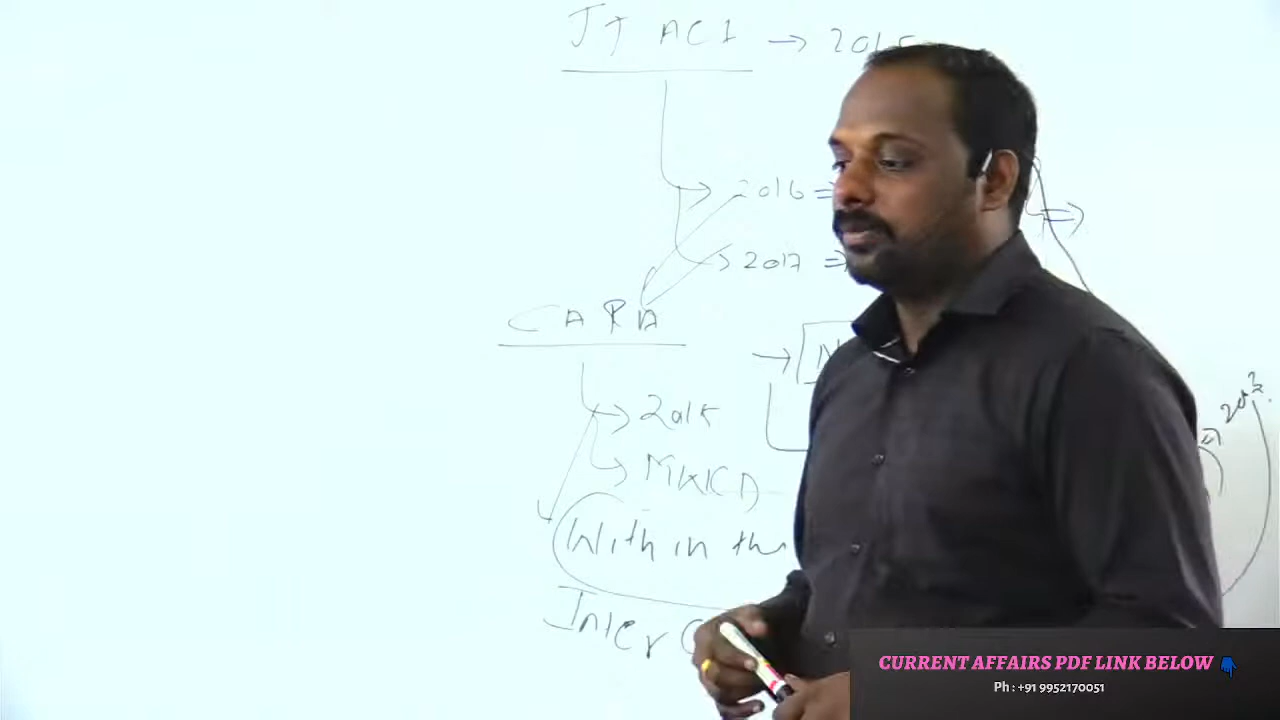 JJ ACT → 2015
→ 2016 ⇒
→ 2017 ⇒
CARA
→ 2015
→ MWCD
With in the
Inter
CURRENT AFFAIRS PDF LINK BELOW 👇
Ph : +91 9952170051